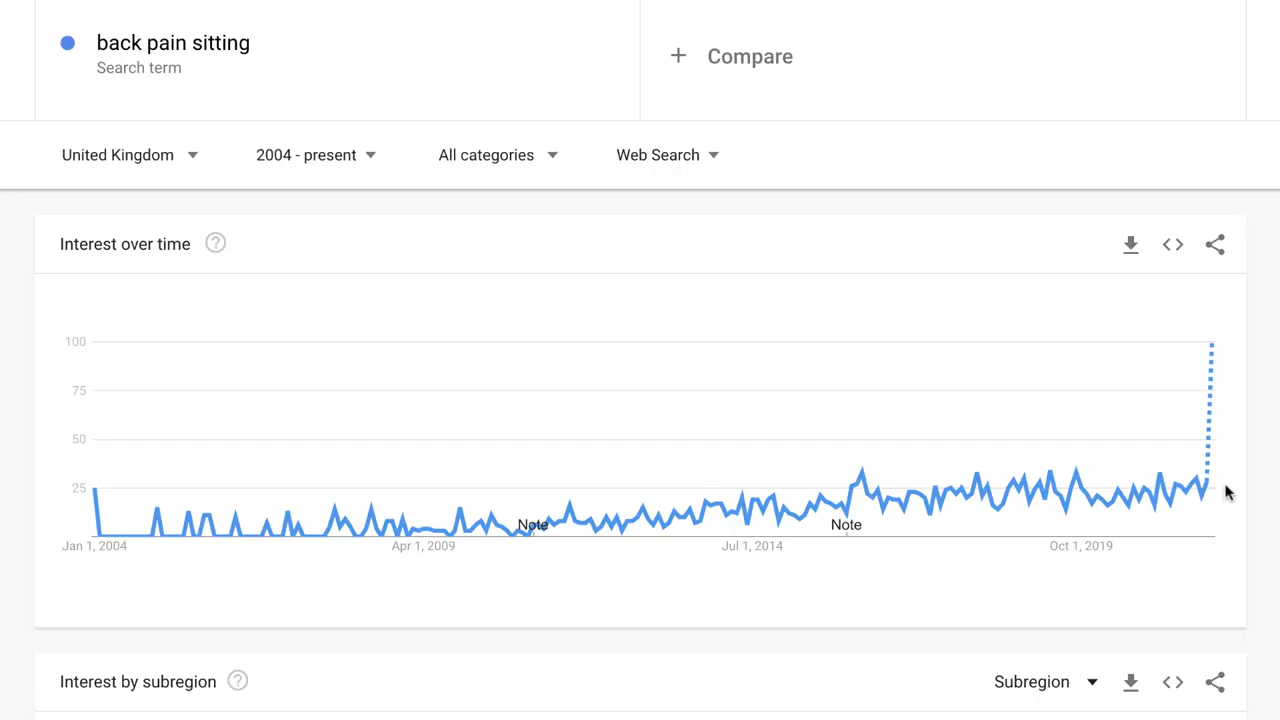 back pain sitting
Search term
+ Compare
United Kingdom
2004 - present
All categories
Web Search
Interest over time ?
100
75
50
25
Note
Note
Jan 1, 2004
Apr 1, 2009
Jul 1, 2014
Oct 1, 2019
Interest by subregion ?
Subregion